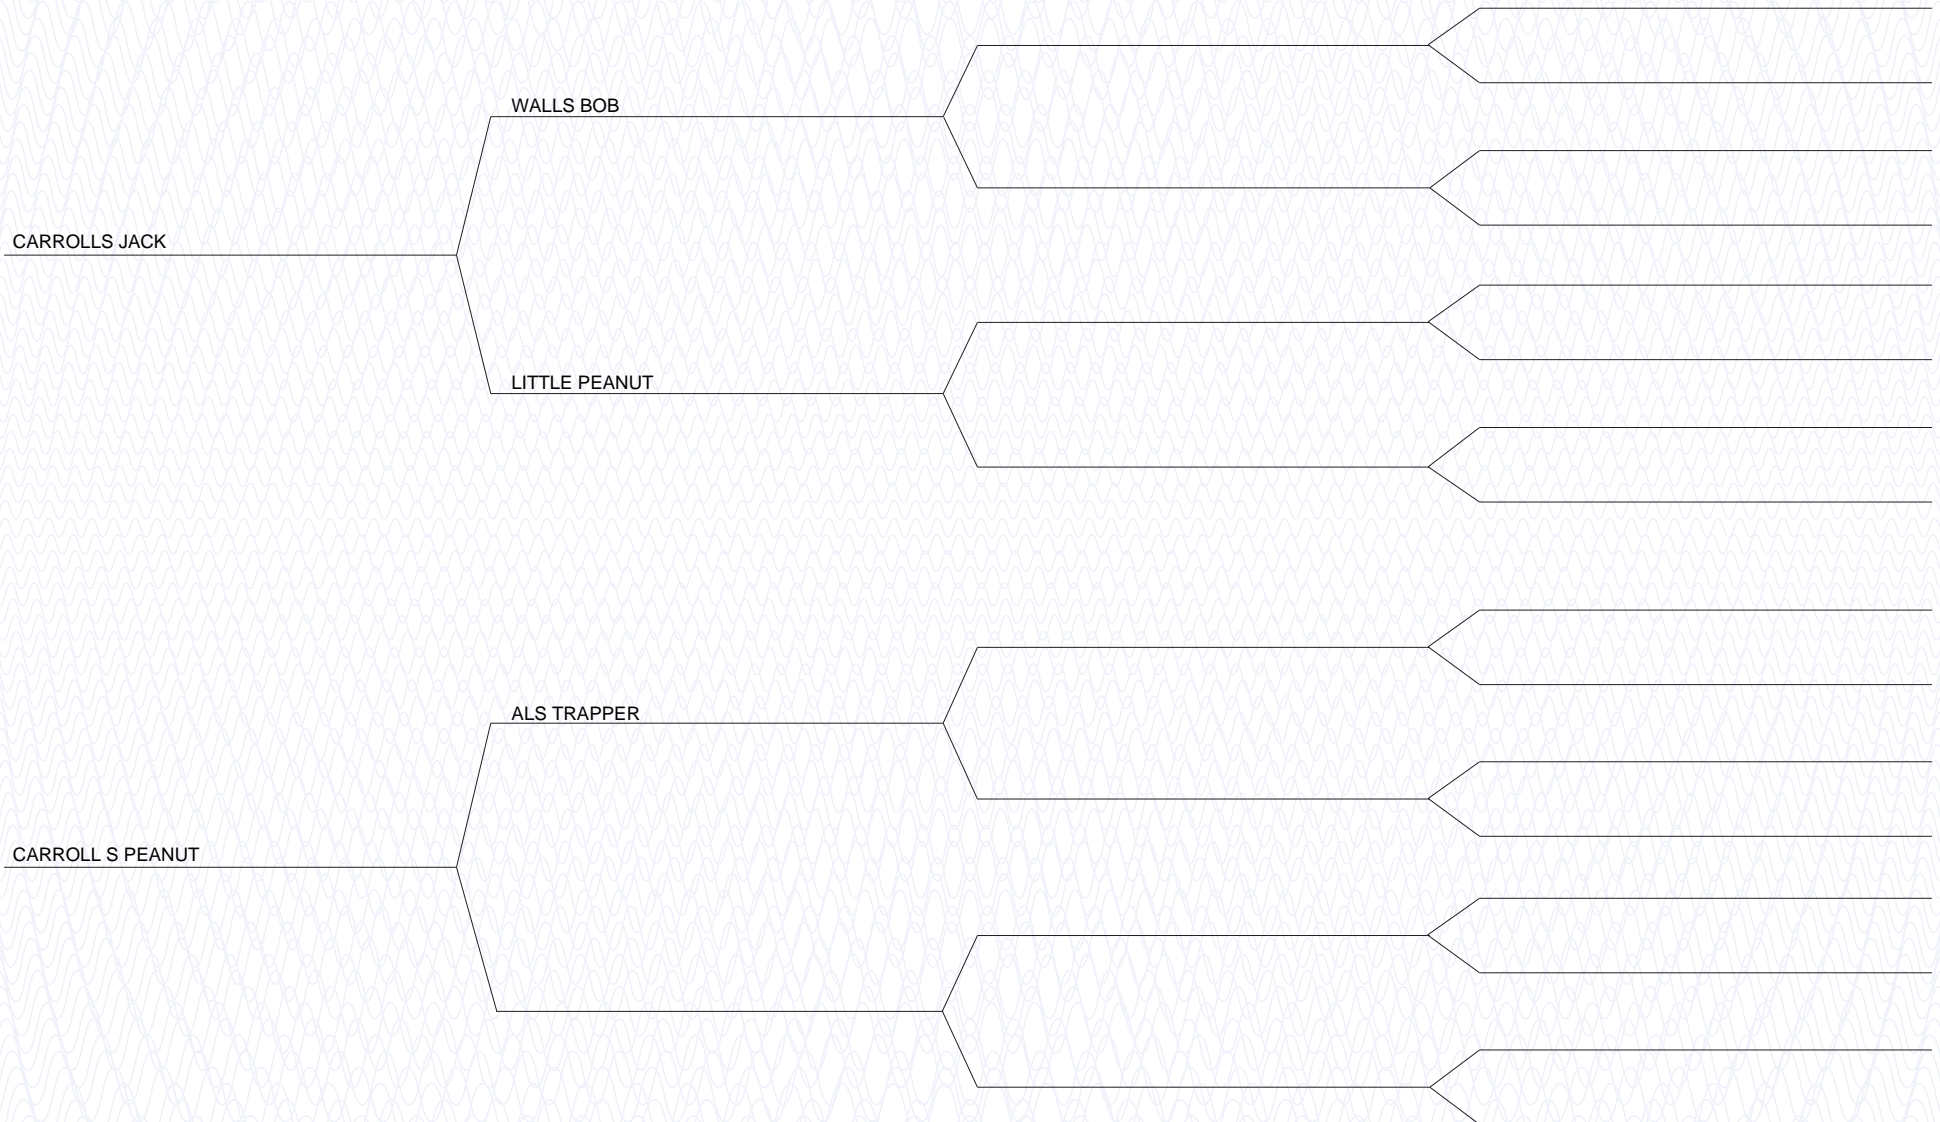 WALLS BOB
CARROLLS JACK
LITTLE PEANUT
ALS TRAPPER
CARROLL S PEANUT